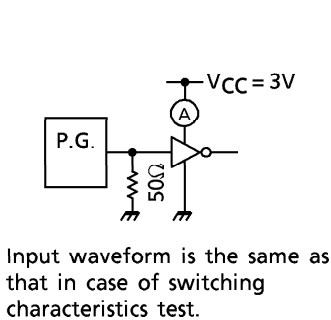 VCC = 3V
A
P.G.
50Ω
Input waveform is the same as
that in case of switching
characteristics test.